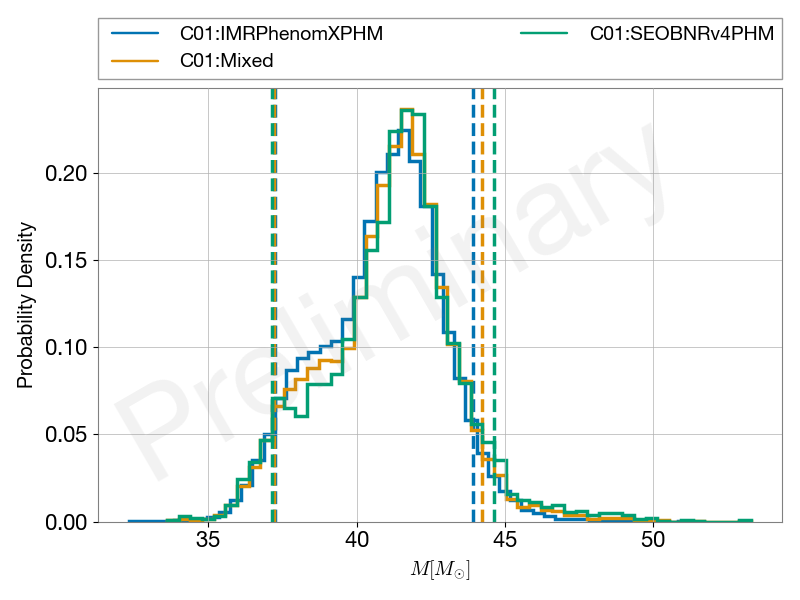 C01:IMRPhenomXPHM
C01:SEOBNRv4PHM
C01:Mixed
Preliminary
Probability Density
0.20
0.15
0.10
0.05
0.00
35
40
45
50
M[M⊙]